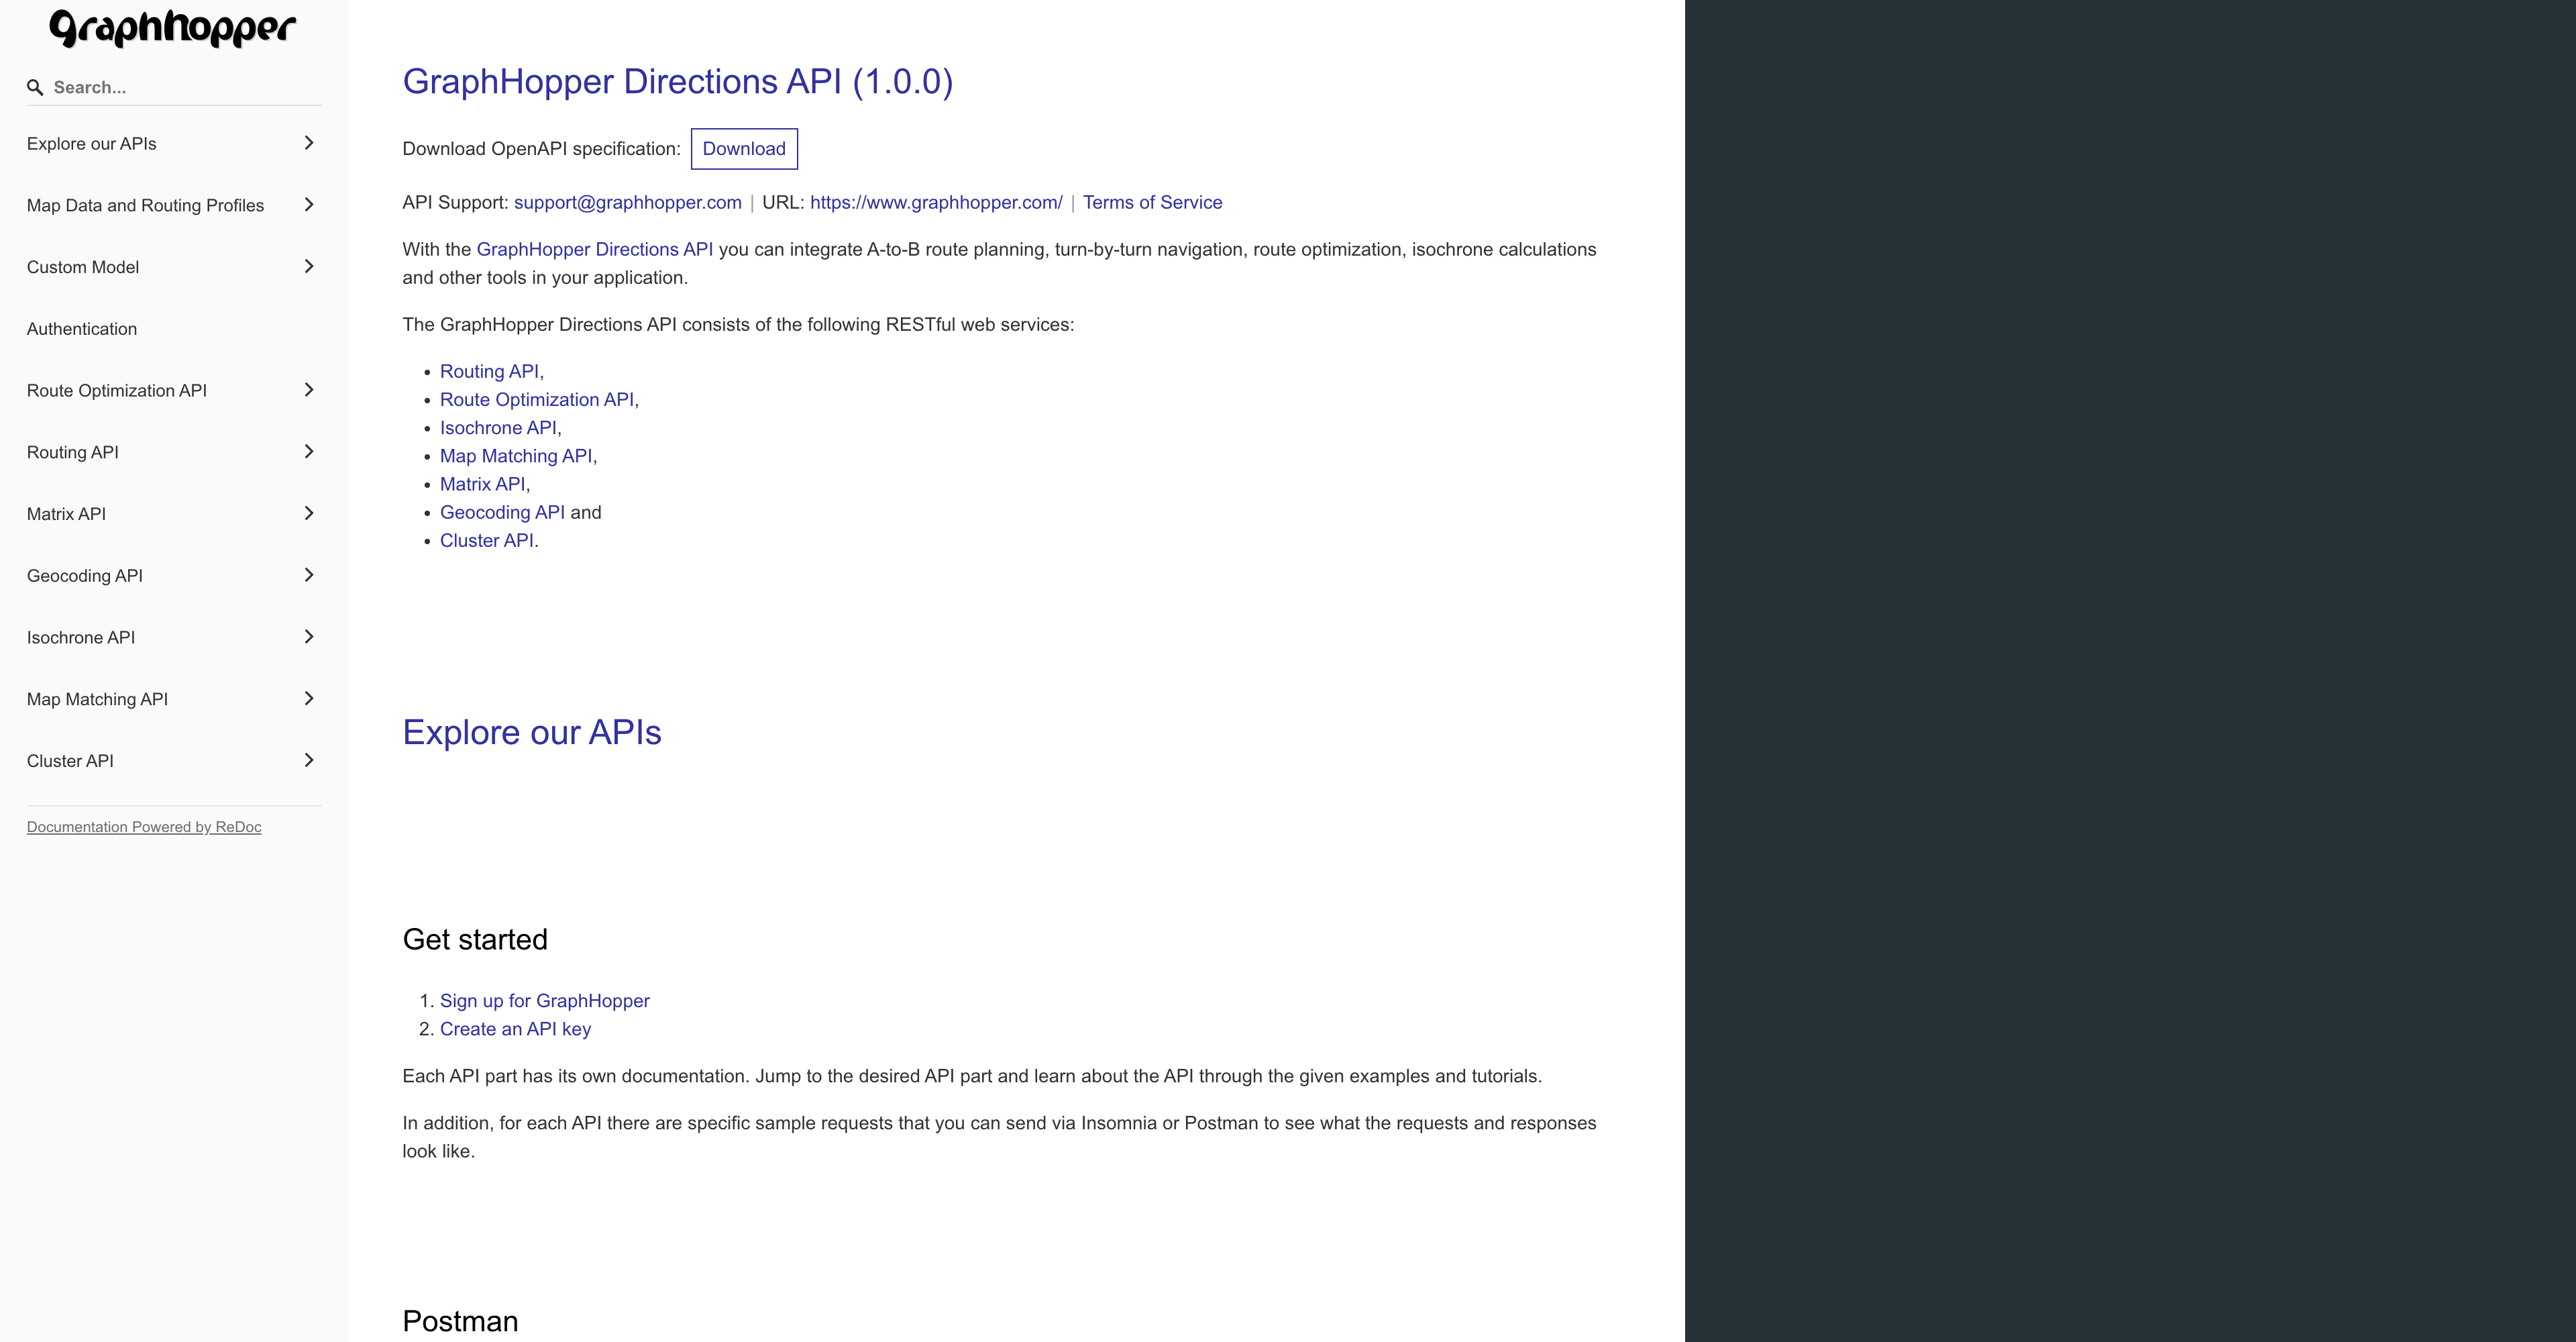 graphhopper
Search...
Explore our APIs
Map Data and Routing Profiles
Custom Model
Authentication
Route Optimization API
Routing API
Matrix API
Geocoding API
Isochrone API
Map Matching API
Cluster API
Documentation Powered by ReDoc
GraphHopper Directions API (1.0.0)
Download OpenAPI specification: Download
API Support: support@graphhopper.com | URL: https://www.graphhopper.com/ | Terms of Service
With the GraphHopper Directions API you can integrate A-to-B route planning, turn-by-turn navigation, route optimization, isochrone calculations
and other tools in your application.
The GraphHopper Directions API consists of the following RESTful web services:
• Routing API,
• Route Optimization API,
• Isochrone API,
• Map Matching API,
• Matrix API,
• Geocoding API and
• Cluster API.
Explore our APIs
Get started
1. Sign up for GraphHopper
2. Create an API key
Each API part has its own documentation. Jump to the desired API part and learn about the API through the given examples and tutorials.
In addition, for each API there are specific sample requests that you can send via Insomnia or Postman to see what the requests and responses
look like.
Postman